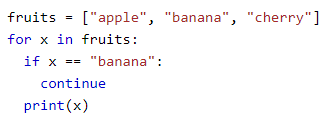 fruits = ["apple", "banana", "cherry"]
for x in fruits:
  if x == "banana":
    continue
  print(x)